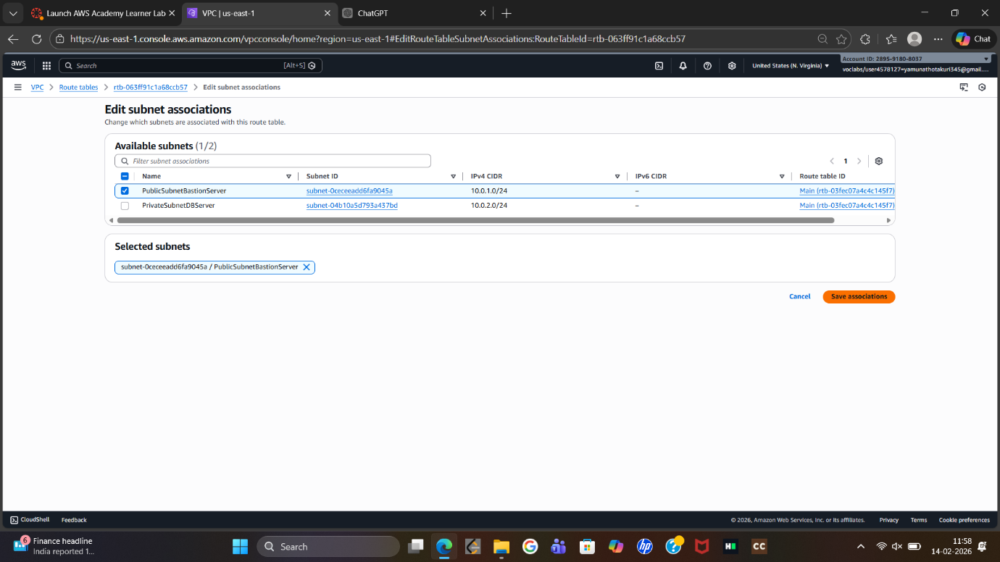 Launch AWS Academy Learner Lab
VPC | us-east-1
ChatGPT
https://us-east-1.console.aws.amazon.com/vpcconsole/home?region=us-east-1#EditRouteTableSubnetAssociations:RouteTableId=rtb-063ff91c1a68ccb57
Chat
aws
Search
[Alt+S]
United States (N. Virginia)
Account ID: 2895-9180-8037
voclabs/user4578127=yamunathotakuri345@gmail....
VPC
Route tables
rtb-063ff91c1a68ccb57
Edit subnet associations
Edit subnet associations
Change which subnets are associated with this route table.
Available subnets (1/2)
Filter subnet associations
1
Name Subnet ID IPv4 CIDR IPv6 CIDR Route table ID
PublicSubnetBastionServer subnet-0ceceeadd6fa9045a 10.0.1.0/24 – Main (rtb-03fec07a4c4c145f7)
PrivateSubnetDBServer subnet-04b10a5d793a437bd 10.0.2.0/24 – Main (rtb-03fec07a4c4c145f7)
Selected subnets
subnet-0ceceeadd6fa9045a / PublicSubnetBastionServer
Cancel
Save associations
CloudShell
Feedback
© 2026, Amazon Web Services, Inc. or its affiliates.
Privacy
Terms
Cookie preferences
6
Finance headline
India reported 1...
Search
CC
11:58
14-02-2026